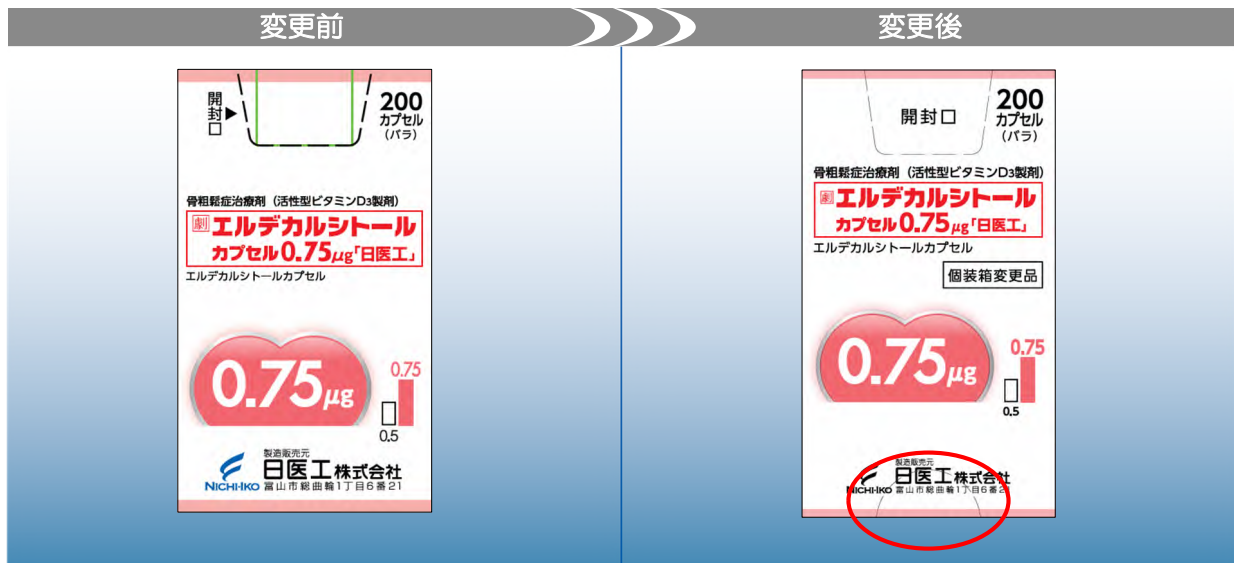 変更前
変更後
開封口
200
カプセル
(バラ)
骨粗鬆症治療剤（活性型ビタミンD3製剤）
劇 エルデカルシトール
カプセル0.75μg「日医工」
エルデカルシトールカプセル
0.75μg
0.75
0.5
製造販売元
日医工株式会社
NICHI-IKO 富山市総曲輪1丁目6番21
開封口
200
カプセル
(バラ)
骨粗鬆症治療剤（活性型ビタミンD3製剤）
劇 エルデカルシトール
カプセル0.75μg「日医工」
エルデカルシトールカプセル
個装箱変更品
0.75μg
0.75
0.5
製造販売元
日医工株式会社
NICHI-IKO 富山市総曲輪1丁目6番21